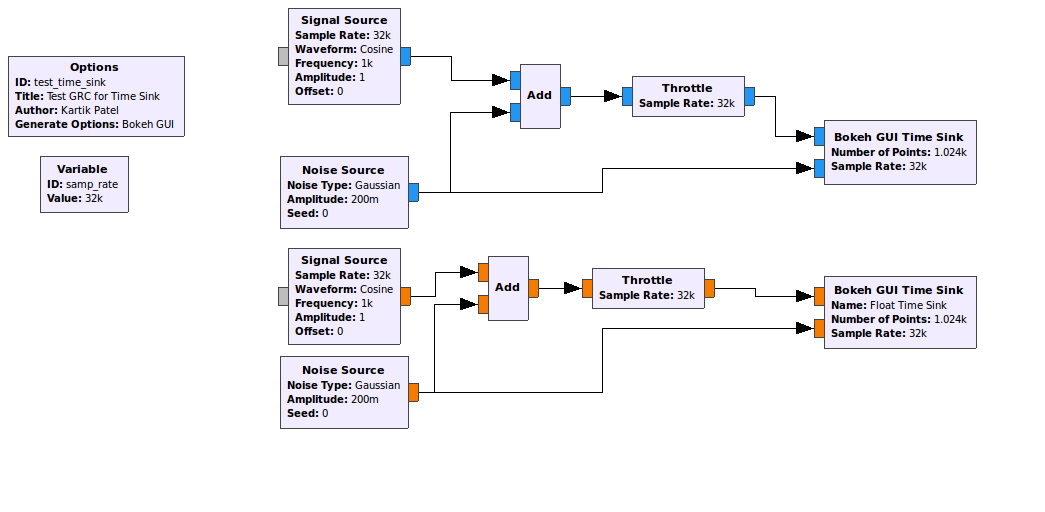 Options
ID: test_time_sink
Title: Test GRC for Time Sink
Author: Kartik Patel
Generate Options: Bokeh GUI
Variable
ID: samp_rate
Value: 32k
Signal Source
Sample Rate: 32k
Waveform: Cosine
Frequency: 1k
Amplitude: 1
Offset: 0
Noise Source
Noise Type: Gaussian
Amplitude: 200m
Seed: 0
Add
Throttle
Sample Rate: 32k
Bokeh GUI Time Sink
Number of Points: 1.024k
Sample Rate: 32k
Signal Source
Sample Rate: 32k
Waveform: Cosine
Frequency: 1k
Amplitude: 1
Offset: 0
Noise Source
Noise Type: Gaussian
Amplitude: 200m
Seed: 0
Add
Throttle
Sample Rate: 32k
Bokeh GUI Time Sink
Name: Float Time Sink
Number of Points: 1.024k
Sample Rate: 32k